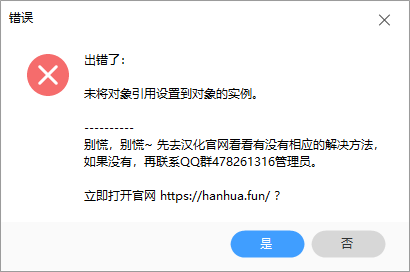 错误
出错了：
未将对象引用设置到对象的实例。
----------
别慌，别慌~ 先去汉化官网看看有没有相应的解决方法，
如果没有，再联系QQ群478261316管理员。
立即打开官网 https://hanhua.fun/ ？
是
否